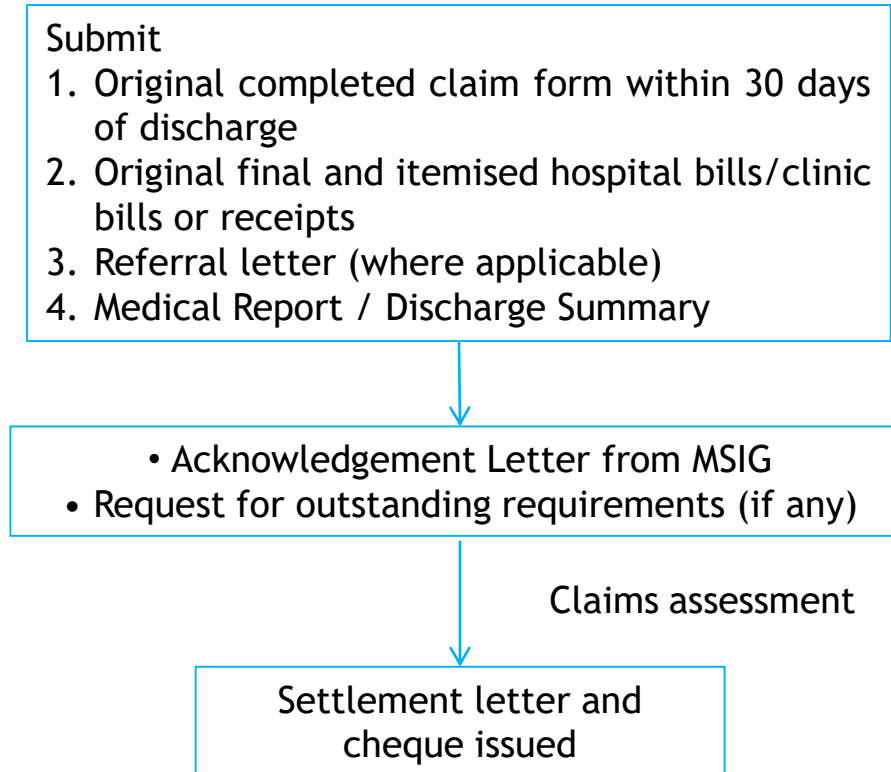 Submit
1. Original completed claim form within 30 days
of discharge
2. Original final and itemised hospital bills/clinic
bills or receipts
3. Referral letter (where applicable)
4. Medical Report / Discharge Summary
• Acknowledgement Letter from MSIG
• Request for outstanding requirements (if any)
Claims assessment
Settlement letter and
cheque issued